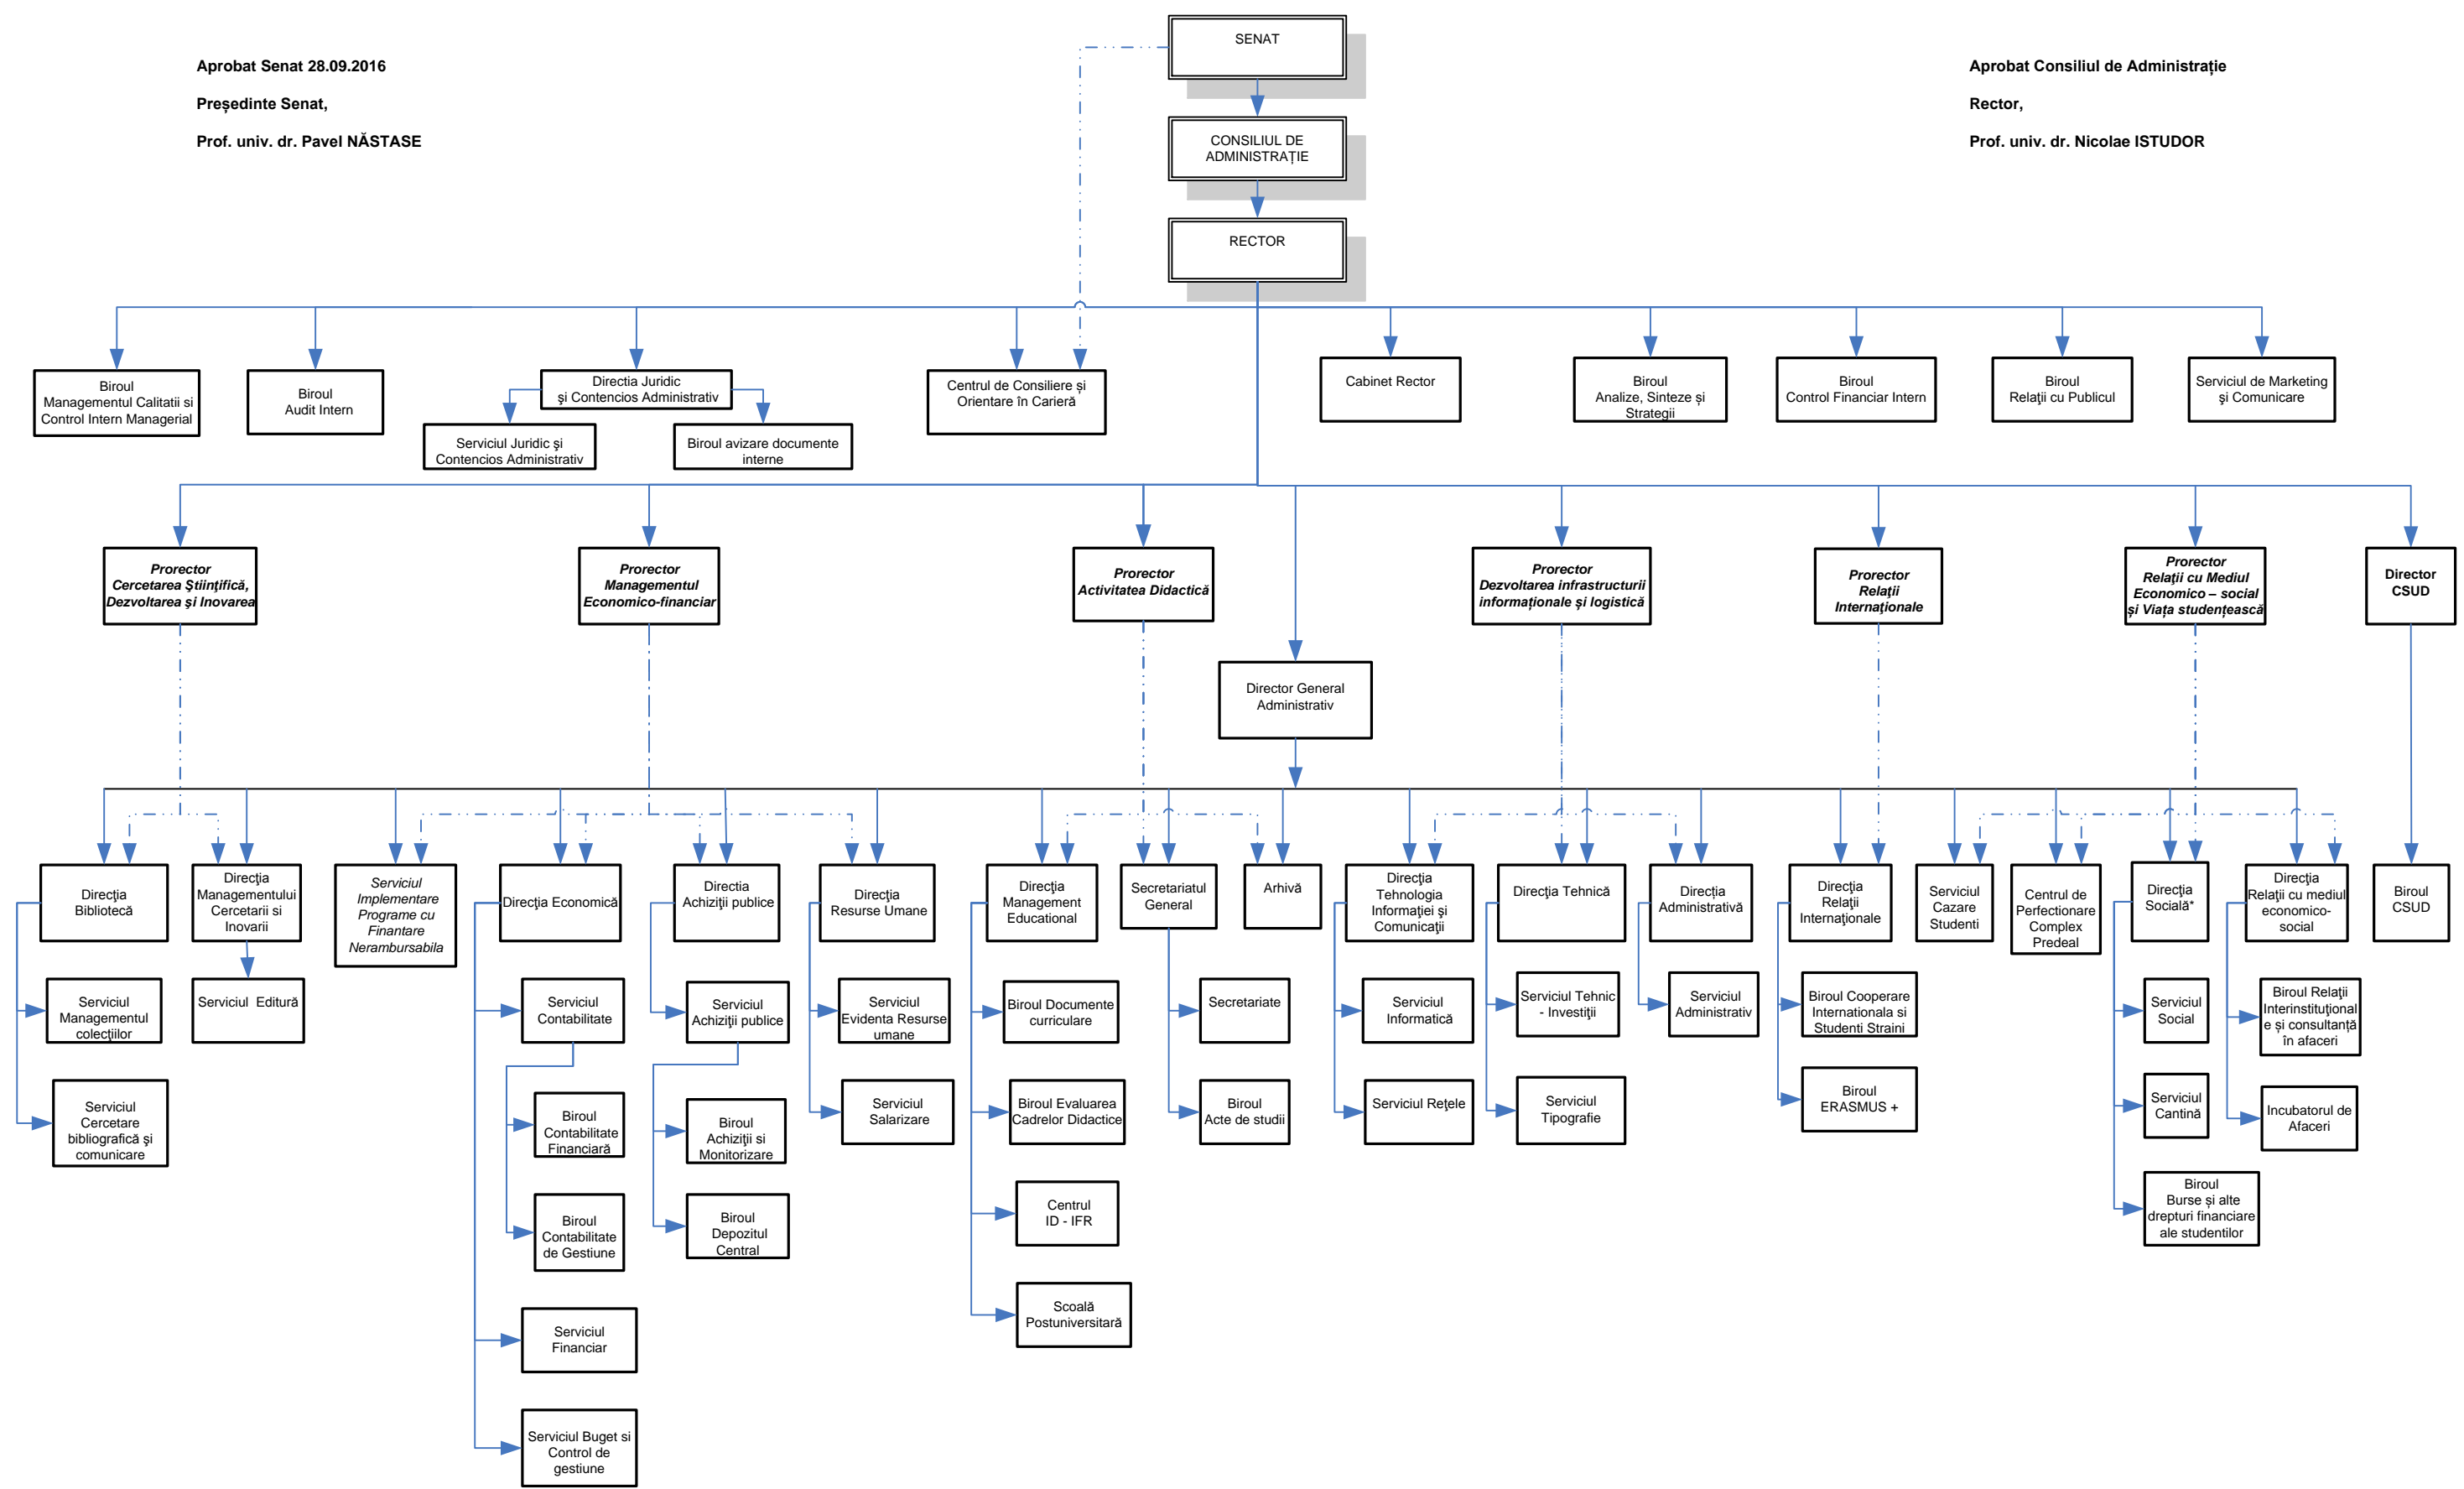 SENAT
Aprobat Senat 28.09.2016
Președinte Senat,
Prof. univ. dr. Pavel NĂSTASE
Aprobat Consiliul de Administrație
Rector,
Prof. univ. dr. Nicolae ISTUDOR
CONSILIUL DE
ADMINISTRAȚIE
RECTOR
Biroul
Managementul Calitatii si
Control Intern Managerial
Biroul
Audit Intern
Directia Juridic
şi Contencios Administrativ
Serviciul Juridic şi
Contencios Administrativ
Biroul avizare documente
interne
Centrul de Consiliere și
Orientare în Carieră
Cabinet Rector
Biroul
Analize, Sinteze și
Strategii
Biroul
Control Financiar Intern
Biroul
Relaţii cu Publicul
Serviciul de Marketing
şi Comunicare
Prorector
Cercetarea Ştiinţifică,
Dezvoltarea şi Inovarea
Prorector
Managementul
Economico-financiar
Prorector
Activitatea Didactică
Prorector
Dezvoltarea infrastructurii
informaționale și logistică
Prorector
Relaţii
Internaţionale
Prorector
Relaţii cu Mediul
Economico – social
și Viața studențească
Director
CSUD
Director General
Administrativ
Direcţia
Bibliotecă
Direcţia
Managementului
Cercetarii si
Inovarii
Serviciul
Implementare
Programe cu
Finantare
Nerambursabila
Direcţia Economică
Directia
Achiziţii publice
Direcţia
Resurse Umane
Direcţia
Management
Educational
Secretariatul
General
Arhivă
Direcţia
Tehnologia
Informaţiei şi
Comunicaţii
Direcţia Tehnică
Direcția
Administrativă
Direcţia
Relaţii
Internaţionale
Serviciul
Cazare
Studenti
Centrul de
Perfectionare
Complex
Predeal
Direcţia
Socială*
Direcţia
Relaţii cu mediul
economico-
social
Biroul
CSUD
Serviciul
Managementul
colecţiilor
Serviciul Editură
Serviciul
Contabilitate
Serviciul
Achiziţii publice
Serviciul
Evidenta Resurse
umane
Biroul Documente
curriculare
Secretariate
Serviciul
Informatică
Serviciul Tehnic
- Investiţii
Serviciul
Administrativ
Biroul Cooperare
Internationala si
Studenti Straini
Serviciul
Social
Biroul Relaţii
Interinstituţional
e și consultanță
în afaceri
Serviciul
Cercetare
bibliografică şi
comunicare
Biroul
Contabilitate
Financiară
Biroul
Achiziţii si
Monitorizare
Serviciul
Salarizare
Biroul Evaluarea
Cadrelor Didactice
Biroul
Acte de studii
Serviciul Reţele
Serviciul
Tipografie
Biroul
ERASMUS +
Serviciul
Cantină
Incubatorul de
Afaceri
Biroul
Contabilitate
de Gestiune
Biroul
Depozitul
Central
Centrul
ID - IFR
Biroul
Burse și alte
drepturi financiare
ale studentilor
Serviciul
Financiar
Scoală
Postuniversitară
Serviciul Buget si
Control de
gestiune